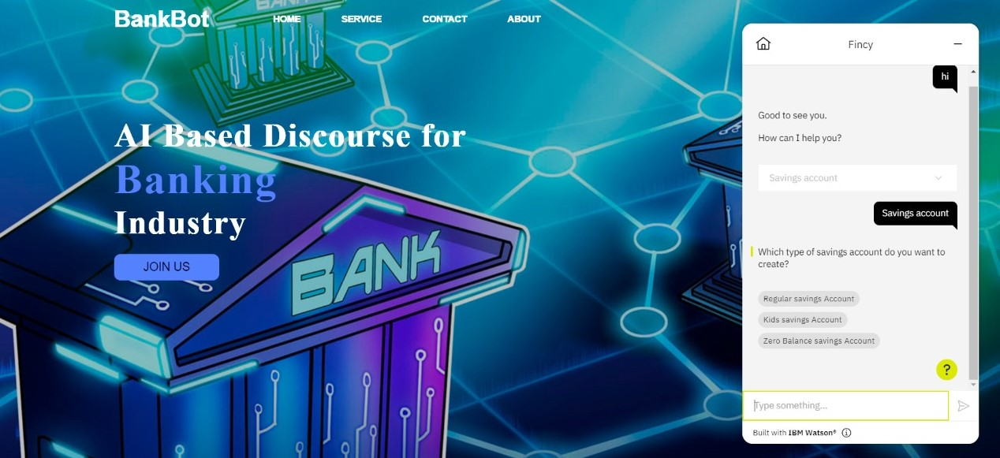 BankBot
HOME
SERVICE
CONTACT
ABOUT
AI Based Discourse for
Banking
Industry
JOIN US
BANK
BANK
Fincy
hi
Good to see you.
How can I help you?
Savings account
Savings account
Which type of savings account do you want to
create?
Regular savings Account
Kids savings Account
Zero Balance savings Account
?
Type something...
Built with IBM Watson®